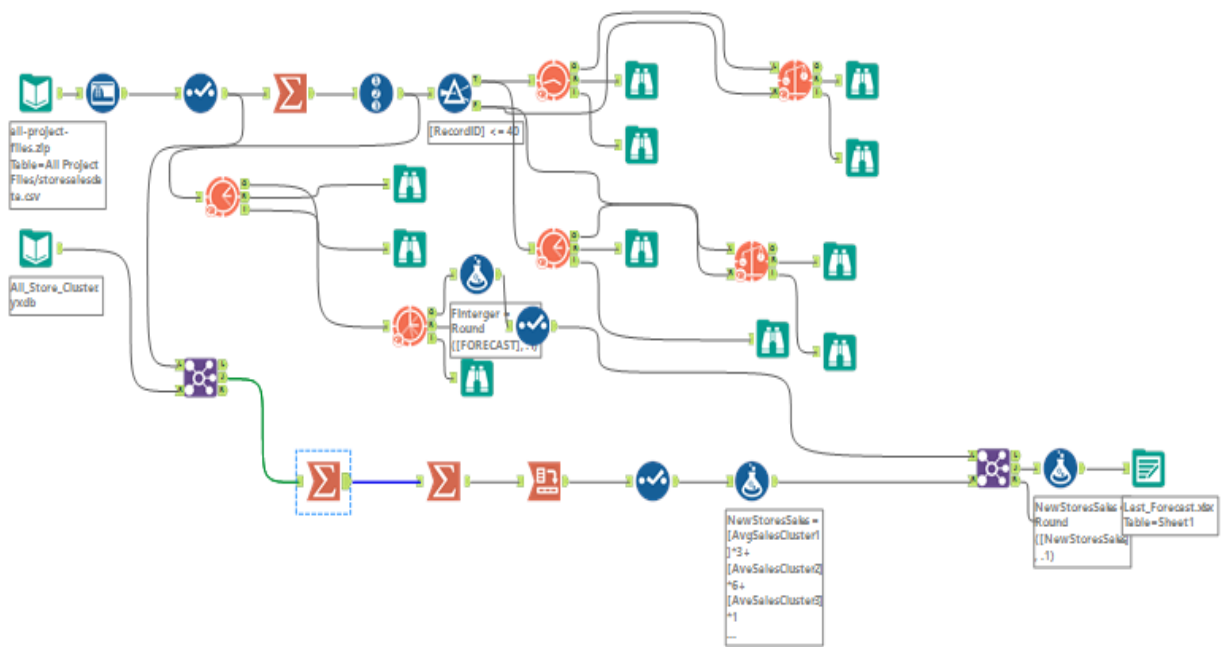 all-project-
files.zip
Table=All Project
Files/storesalesda
ta.csv
[RecordID] <= 40
All_Store_Cluster.
yxdb
FInterger =
Round
([FORECAST], .1)
NewStoresSales =
[AvgSalesCluster1
]*3+
[AveSalesCluster2]
*6+
[AveSalesCluster3]
*1
...
NewStoresSales
Round
([NewStoresSales]
, .1)
Last_Forecast.xlsx
Table=Sheet1